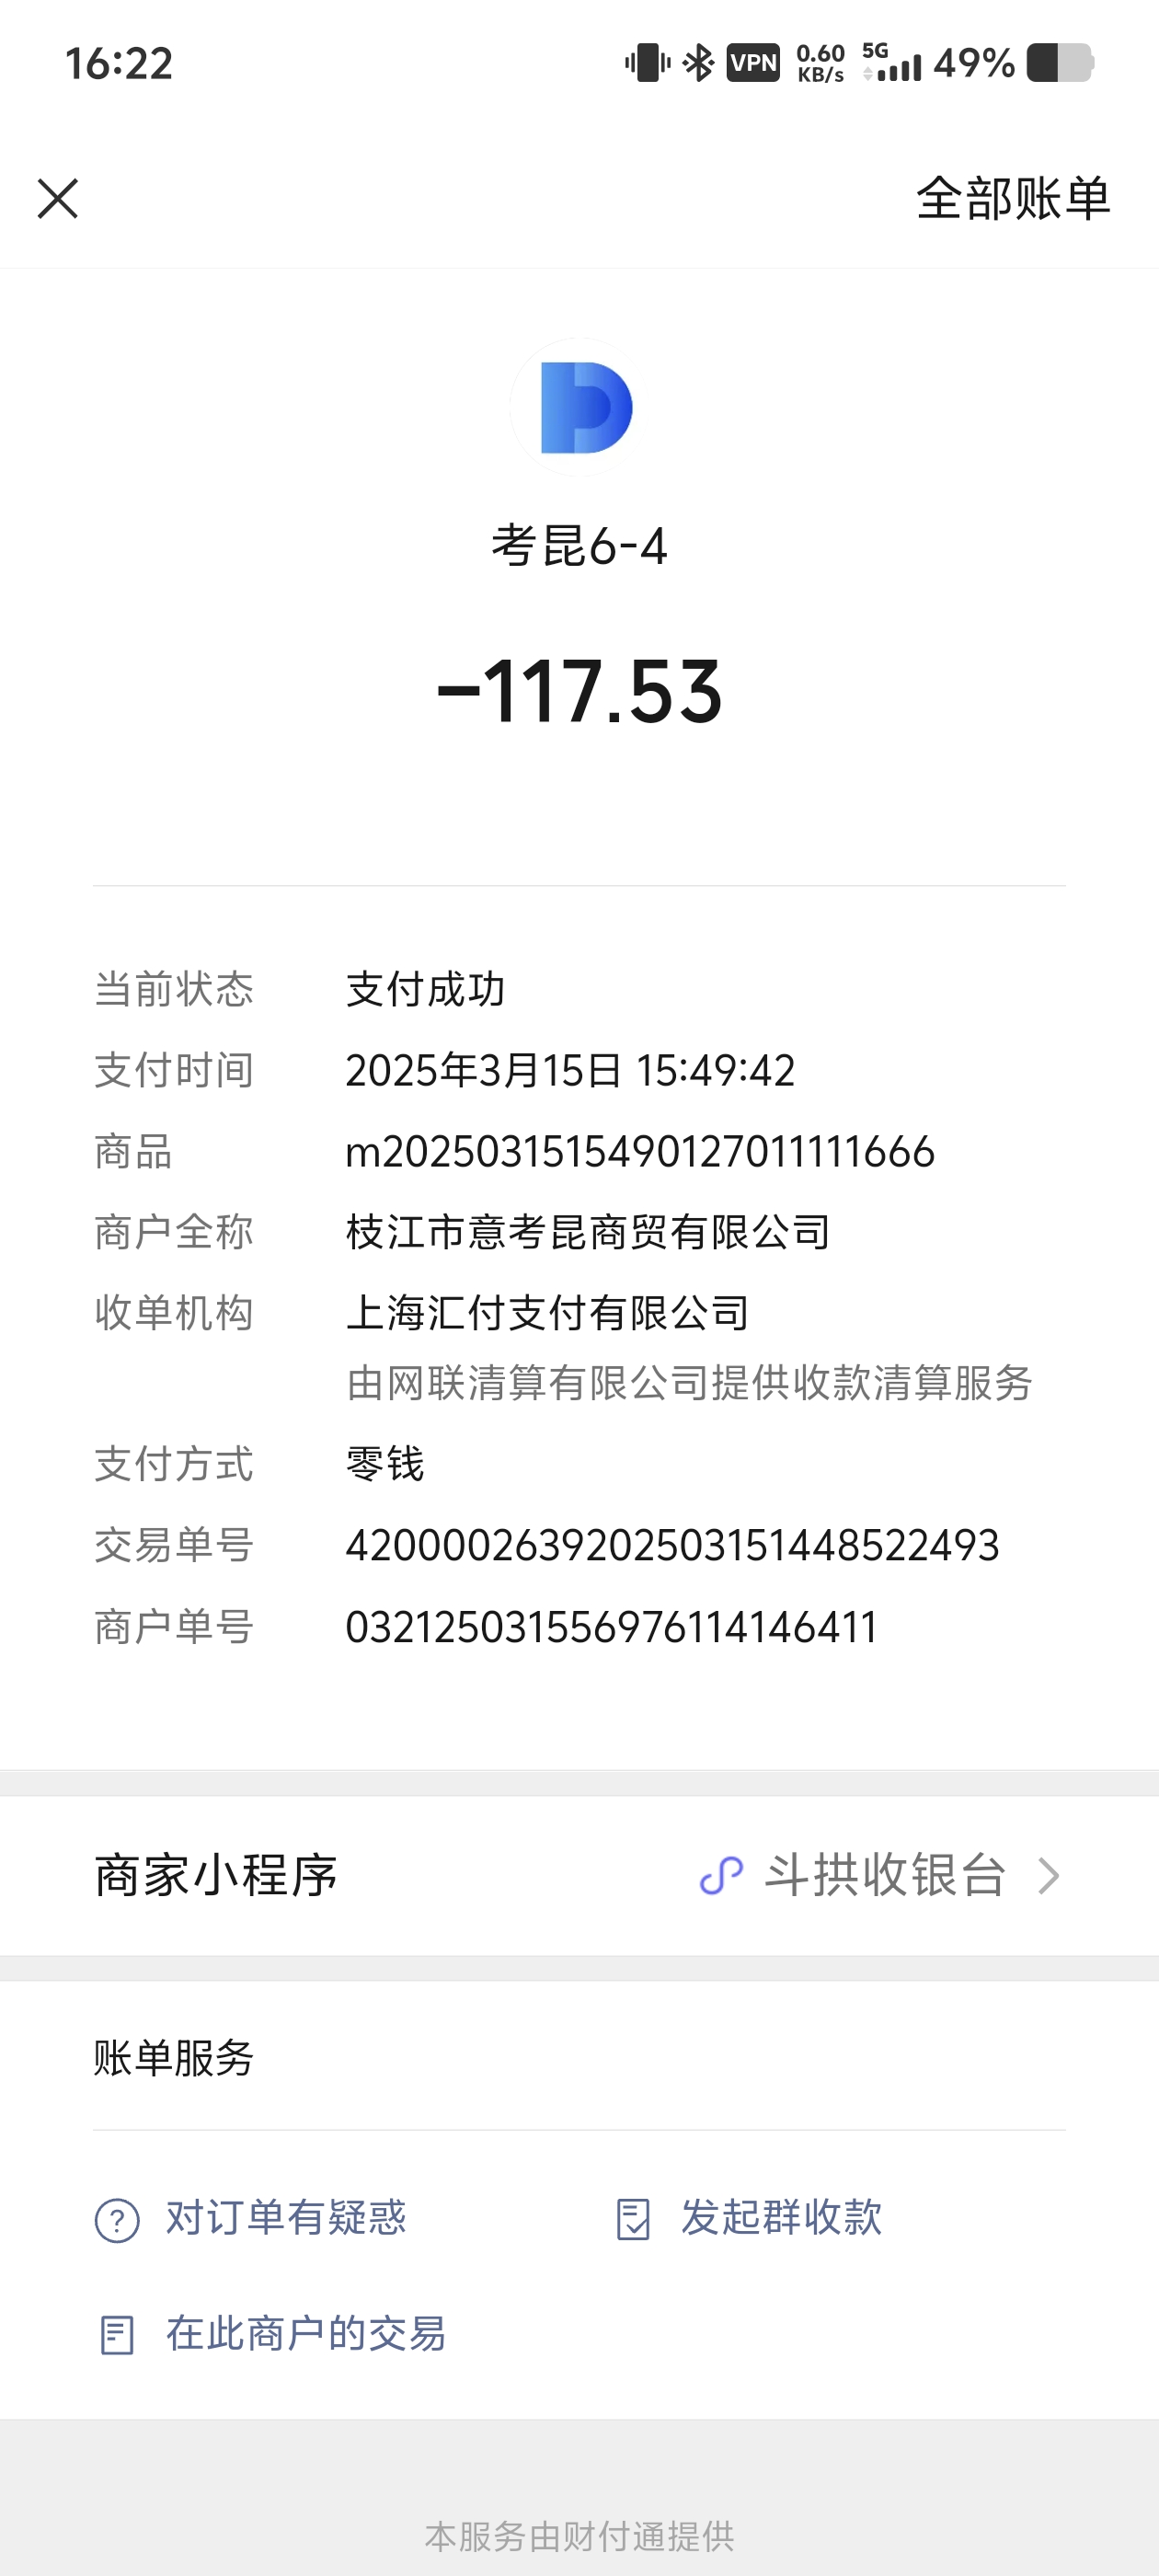 16:22
VPN 0.60 KB/s 5G 49%
全部账单
考昆6-4
-117.53
当前状态 支付成功
支付时间 2025年3月15日 15:49:42
商品 m2025031515490127011111666
商户全称 枝江市意考昆商贸有限公司
收单机构 上海汇付支付有限公司
由网联清算有限公司提供收款清算服务
支付方式 零钱
交易单号 4200002639202503151448522493
商户单号 03212503155697611414 6411
商家小程序 斗拱收银台
账单服务
对订单有疑惑 发起群收款
在此商户的交易
本服务由财付通提供